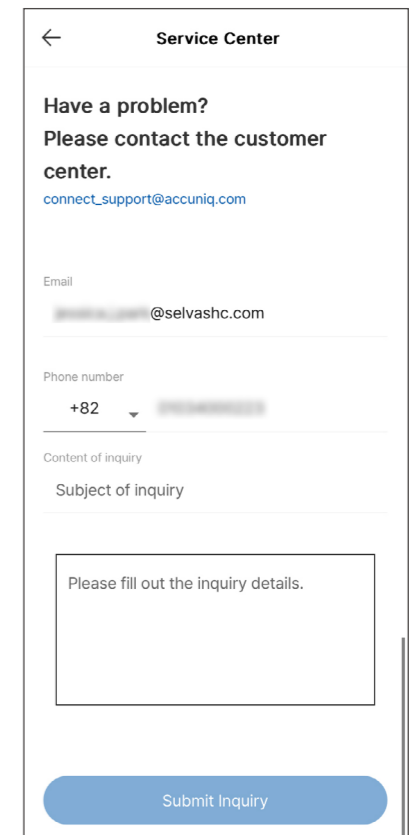 Service Center
Have a problem?
Please contact the customer
center.
connect_support@accuniq.com
Email
@selvashc.com
Phone number
+82
Content of inquiry
Subject of inquiry
Please fill out the inquiry details.
Submit Inquiry